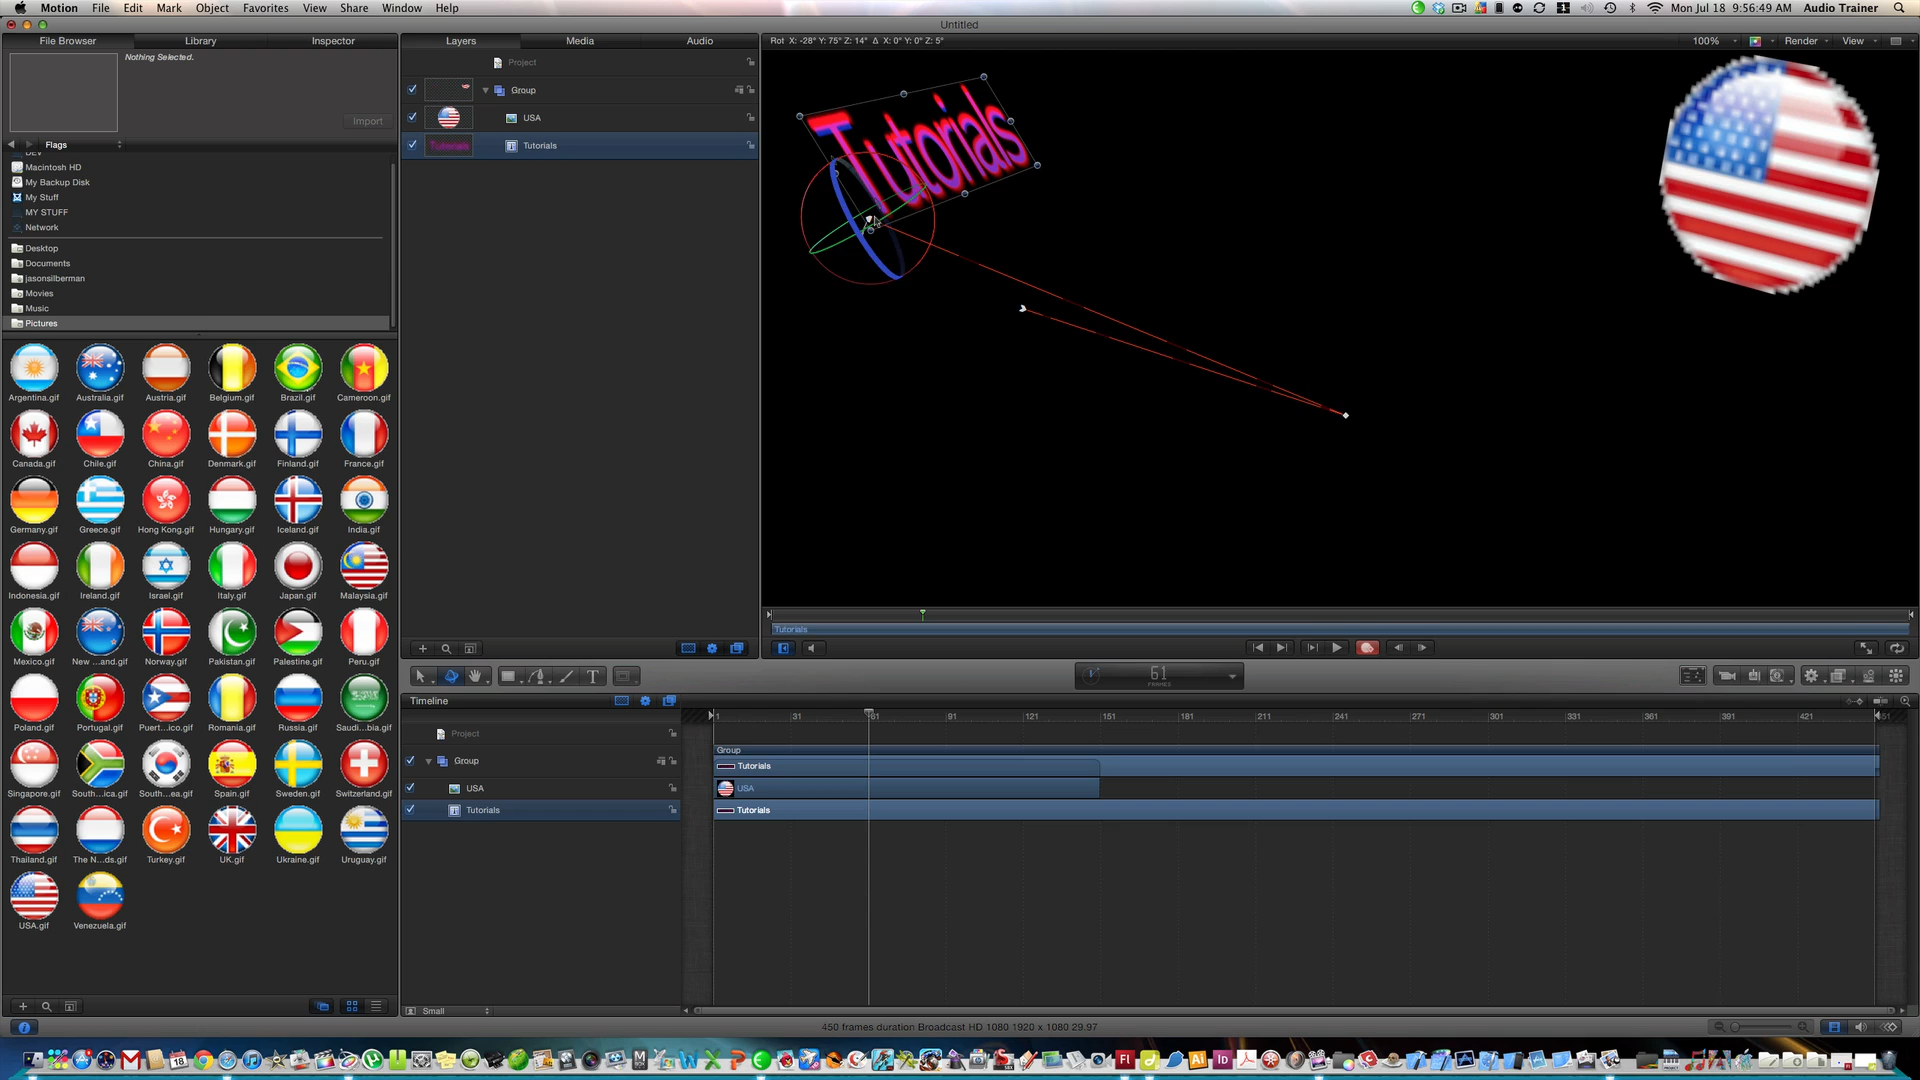 Motion File Edit Mark Object Favorites View Share Window Help
Mon Jul 18 9:56:49 AM Audio Trainer
Untitled
File Browser Library Inspector
Nothing Selected.
Import
Flags
DEV
Macintosh HD
My Backup Disk
My Stuff
MY STUFF
Network
Desktop
Documents
jasonsilberman
Movies
Music
Pictures
Argentina.gif Australia.gif Austria.gif Belgium.gif Brazil.gif Cameroon.gif
Canada.gif Chile.gif China.gif Denmark.gif Finland.gif France.gif
Germany.gif Greece.gif Hong Kong.gif Hungary.gif Iceland.gif India.gif
Indonesia.gif Ireland.gif Israel.gif Italy.gif Japan.gif Malaysia.gif
Mexico.gif New ...and.gif Norway.gif Pakistan.gif Palestine.gif Peru.gif
Poland.gif Portugal.gif Puert...ico.gif Romania.gif Russia.gif Saudi...bia.gif
Singapore.gif South...ica.gif South...ea.gif Spain.gif Sweden.gif Switzerland.gif
Thailand.gif The N...ds.gif Turkey.gif UK.gif Ukraine.gif Uruguay.gif
USA.gif Venezuela.gif
Layers Media Audio
Project
Group
USA
Tutorials
Rot X: -28° Y: 75° Z: 14° Δ X: 0° Y: 0° Z: 5°
100% Render View
Tutorials
Tutorials
61
FRAMES
Timeline
1 31 61 91 121 151 181 211 241 271 301 331 361 391 421
Project
Group
USA
Tutorials
Group
Tutorials
USA
Tutorials
Small
450 frames duration Broadcast HD 1080 1920 x 1080 29.97